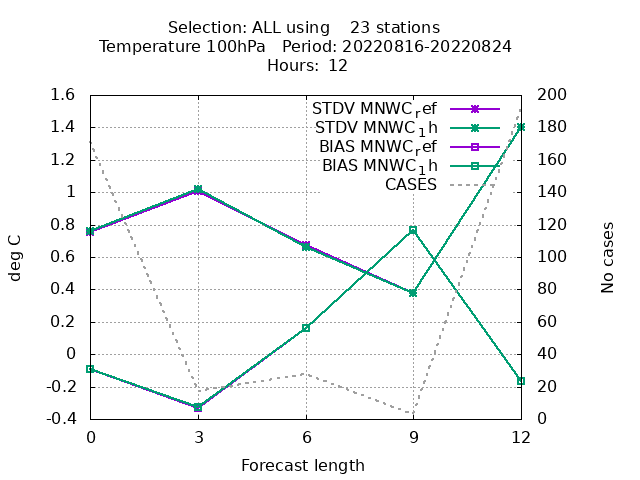 Selection: ALL using    23 stations
Temperature 100hPa   Period: 20220816-20220824
Hours:  12
STDV MNWC_ref
STDV MNWC_1h
BIAS MNWC_ref
BIAS MNWC_1h
CASES
1.6
1.4
1.2
1
0.8
0.6
0.4
0.2
0
-0.2
-0.4
deg C
200
180
160
140
120
100
80
60
40
20
0
No cases
0 3 6 9 12
Forecast length